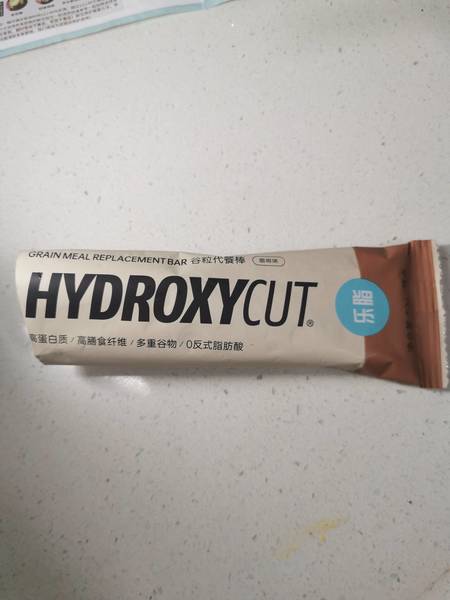 GRAIN MEAL REPLACEMENT BAR 谷粒代餐棒
HYDROXYCUT®
乐脂
高蛋白质 / 高膳食纤维 / 多重谷物 / 0反式脂肪酸